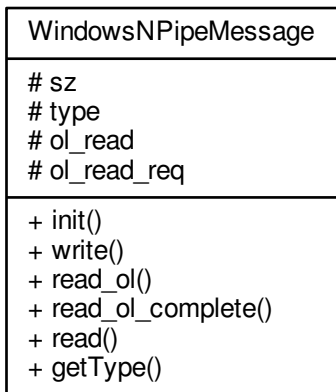 WindowsNPipeMessage
# sz
# type
# ol_read
# ol_read_req
+ init()
+ write()
+ read_ol()
+ read_ol_complete()
+ read()
+ getType()